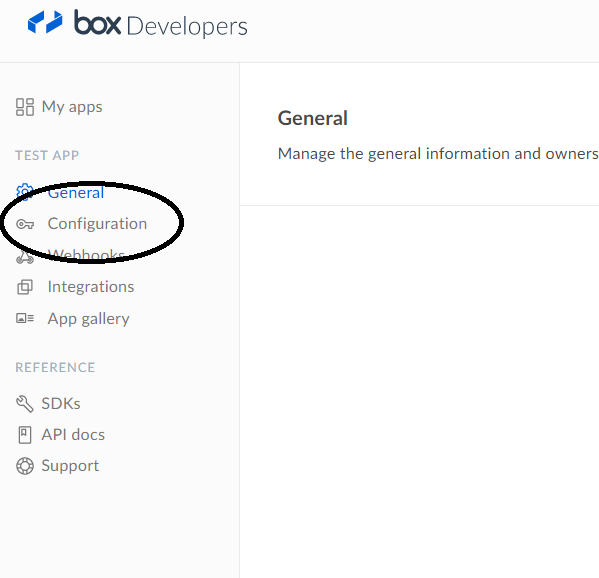 box Developers
My apps
TEST APP
General
Configuration
Webhooks
Integrations
App gallery
REFERENCE
SDKs
API docs
Support
General
Manage the general information and owners